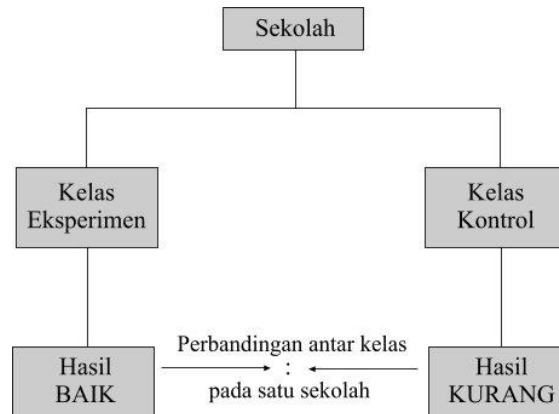 Sekolah
Kelas
Eksperimen
Kelas
Kontrol
Hasil
BAIK
Perbandingan antar kelas
:
pada satu sekolah
Hasil
KURANG